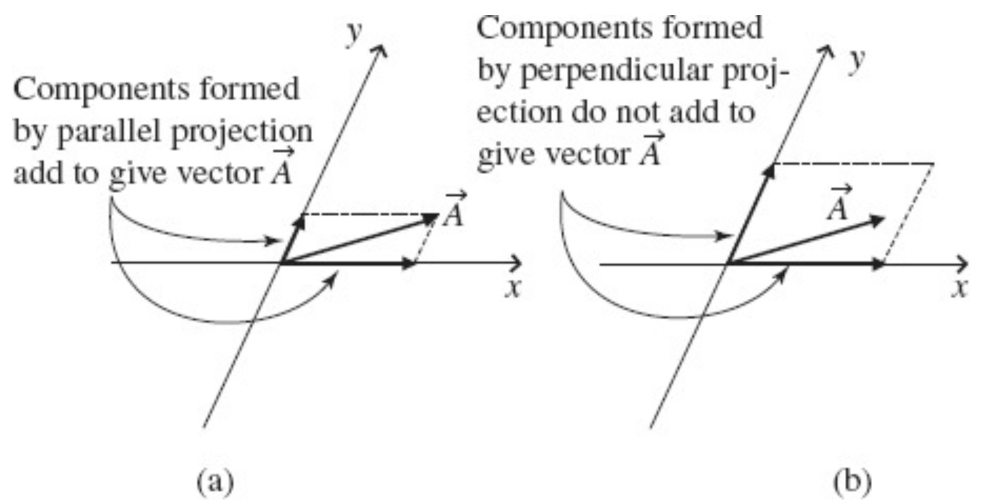 Components formed
by parallel projection
add to give vector A⃗
y
A⃗
x
(a)
Components formed
by perpendicular proj-
ection do not add to
give vector A⃗
y
A⃗
x
(b)